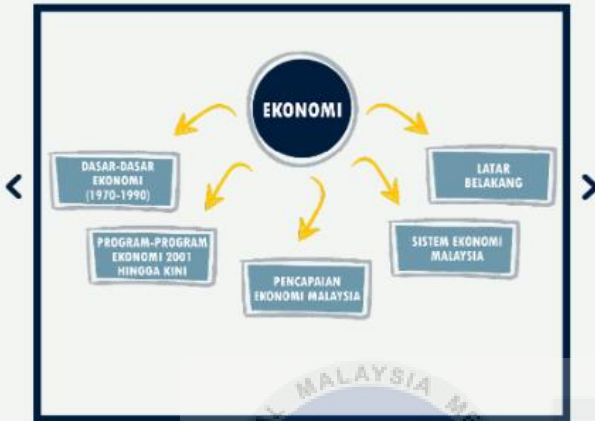 EKONOMI
DASAR-DASAR
EKONOMI
(1970-1990)
LATAR
BELAKANG
PROGRAM-PROGRAM
EKONOMI 2001
HINGGA KINI
SISTEM EKONOMI
MALAYSIA
PENCAPAIAN
EKONOMI MALAYSIA
MALAYSIA